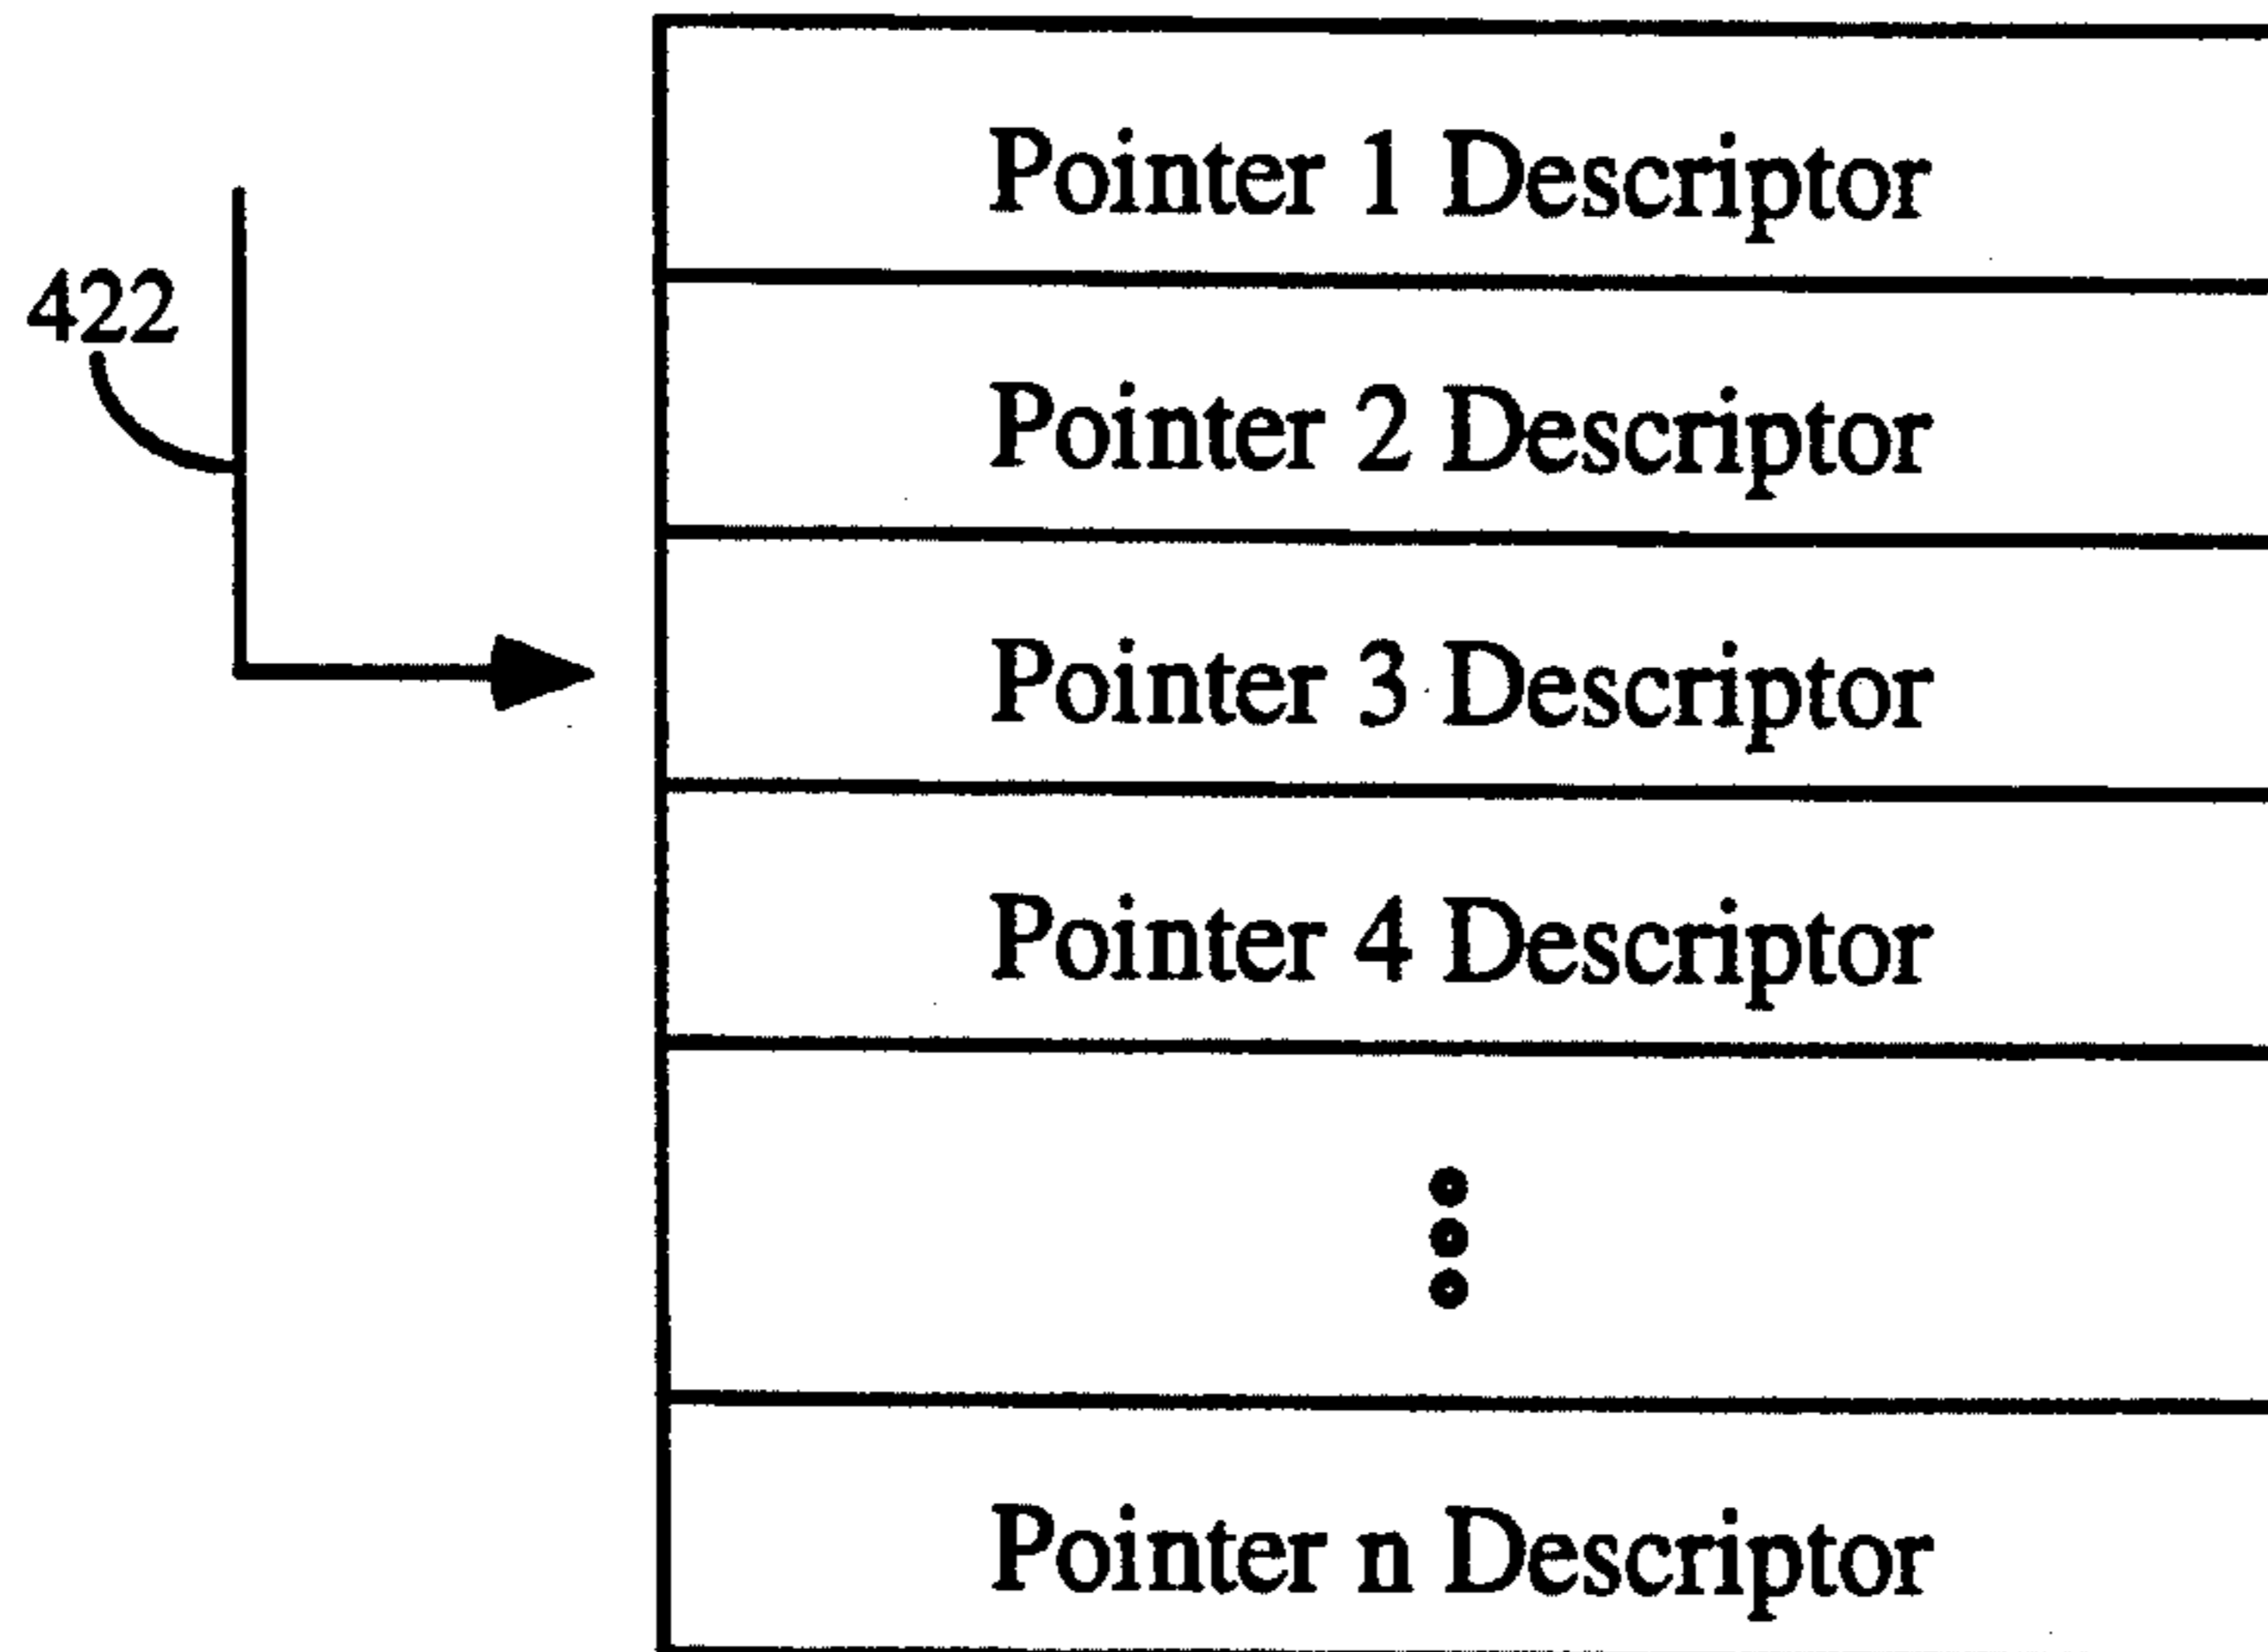 Pointer 1 Descriptor
422
Pointer 2 Descriptor
Pointer 3 Descriptor
Pointer 4 Descriptor
Pointer n Descriptor